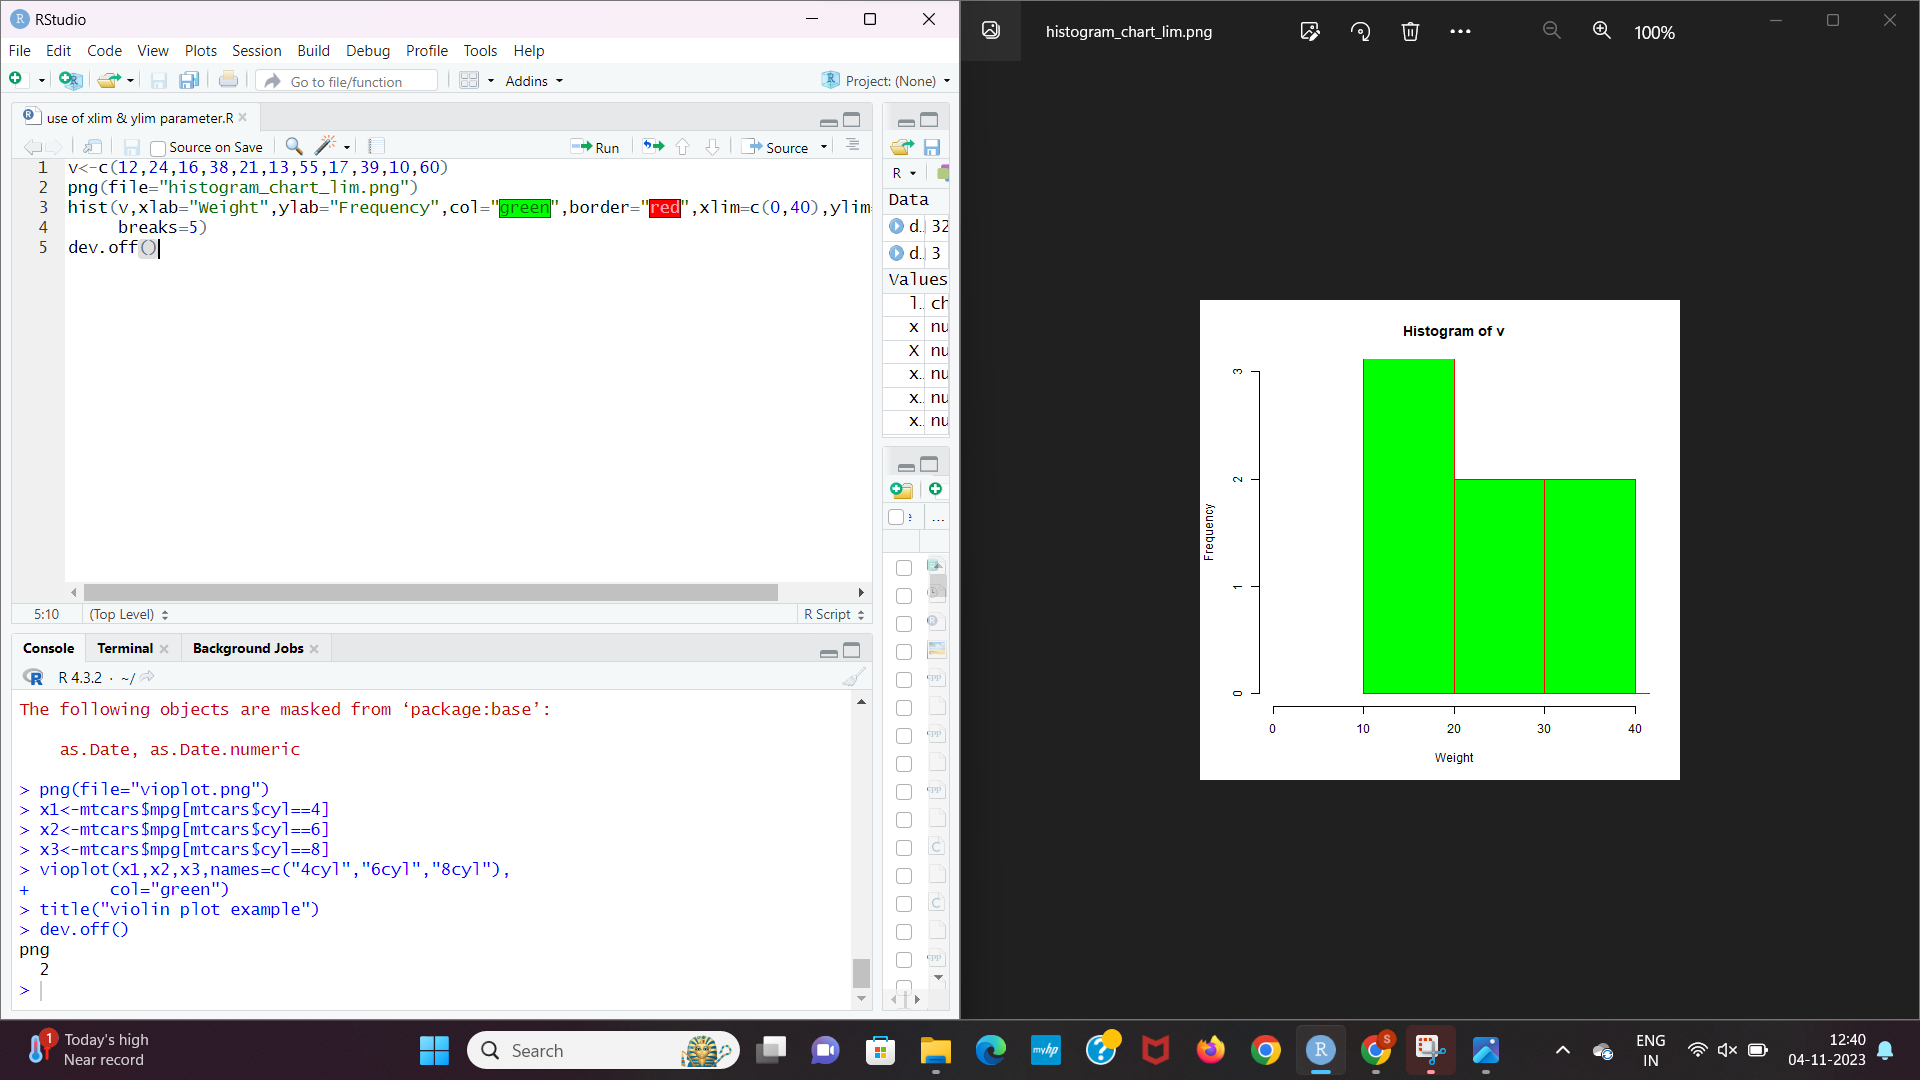 RStudio
File Edit Code View Plots Session Build Debug Profile Tools Help
Go to file/function
Addins
Project: (None)
use of xlim & ylim parameter.R
Source on Save
Run
Source
1 v<-c(12,24,16,38,21,13,55,17,39,10,60)
2 png(file="histogram_chart_lim.png")
3 hist(v,xlab="Weight",ylab="Frequency",col="green",border="red",xlim=c(0,40),ylim=
4 breaks=5)
5 dev.off()
5:10 (Top Level) R Script
R
Data
d.. 32
d.. 3
Values
l.. ch
x nu
X nu
x.. nu
x.. nu
x.. nu
Console Terminal Background Jobs
R 4.3.2 · ~/
The following objects are masked from ‘package:base’:
as.Date, as.Date.numeric
> png(file="vioplot.png")
> x1<-mtcars$mpg[mtcars$cyl==4]
> x2<-mtcars$mpg[mtcars$cyl==6]
> x3<-mtcars$mpg[mtcars$cyl==8]
> vioplot(x1,x2,x3,names=c("4cyl","6cyl","8cyl"),
+ col="green")
> title("violin plot example")
> dev.off()
png
2
>
histogram_chart_lim.png
100%
Histogram of v
3
2
1
0
Frequency
0 10 20 30 40
Weight
1
Today's high
Near record
Search
myhp
S
ENG
IN
12:40
04-11-2023